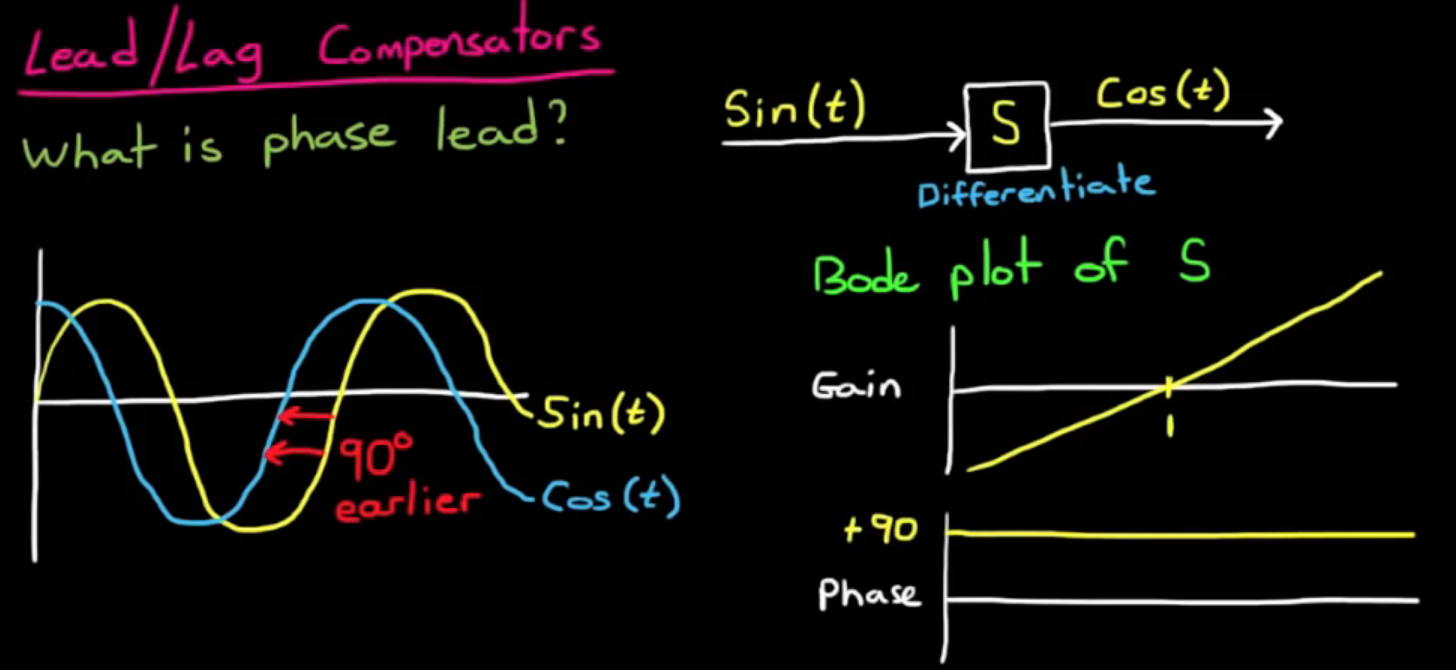 Lead/Lag Compensators
What is phase lead?
Sin(t)
Cos(t)
90°
earlier
Sin(t)
S
Cos(t)
Differentiate
Bode plot of S
Gain
1
+90
Phase